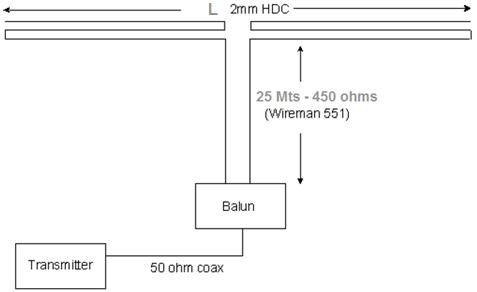 L 2mm HDC
25 Mts - 450 ohms
(Wireman 551)
Balun
Transmitter
50 ohm coax